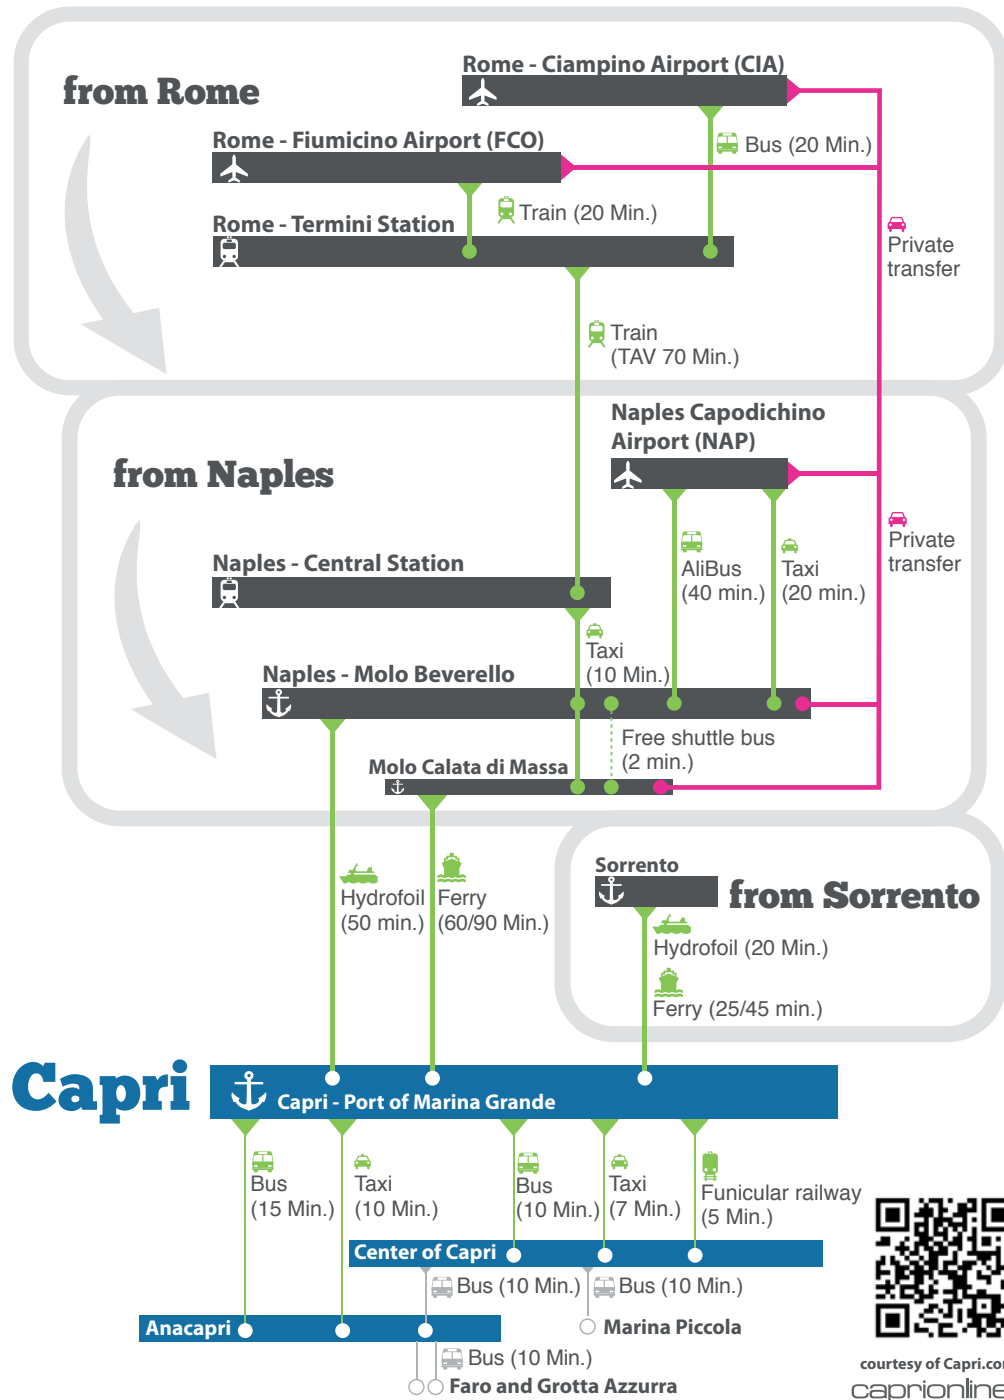 from Rome
Rome - Ciampino Airport (CIA)
Bus (20 Min.)
Rome - Fiumicino Airport (FCO)
Train (20 Min.)
Rome - Termini Station
Private
transfer
Train
(TAV 70 Min.)
from Naples
Naples Capodichino
Airport (NAP)
Private
transfer
AliBus
(40 min.)
Taxi
(20 min.)
Naples - Central Station
Taxi
(10 Min.)
Naples - Molo Beverello
Free shuttle bus
(2 min.)
Molo Calata di Massa
Hydrofoil
(50 min.)
Ferry
(60/90 Min.)
Sorrento
from Sorrento
Hydrofoil (20 Min.)
Ferry (25/45 min.)
Capri
Capri - Port of Marina Grande
Bus
(15 Min.)
Taxi
(10 Min.)
Bus
(10 Min.)
Taxi
(7 Min.)
Funicular railway
(5 Min.)
Center of Capri
Bus (10 Min.)
Bus (10 Min.)
Anacapri
Marina Piccola
Bus (10 Min.)
Faro and Grotta Azzurra
courtesy of Capri.com
caprionline